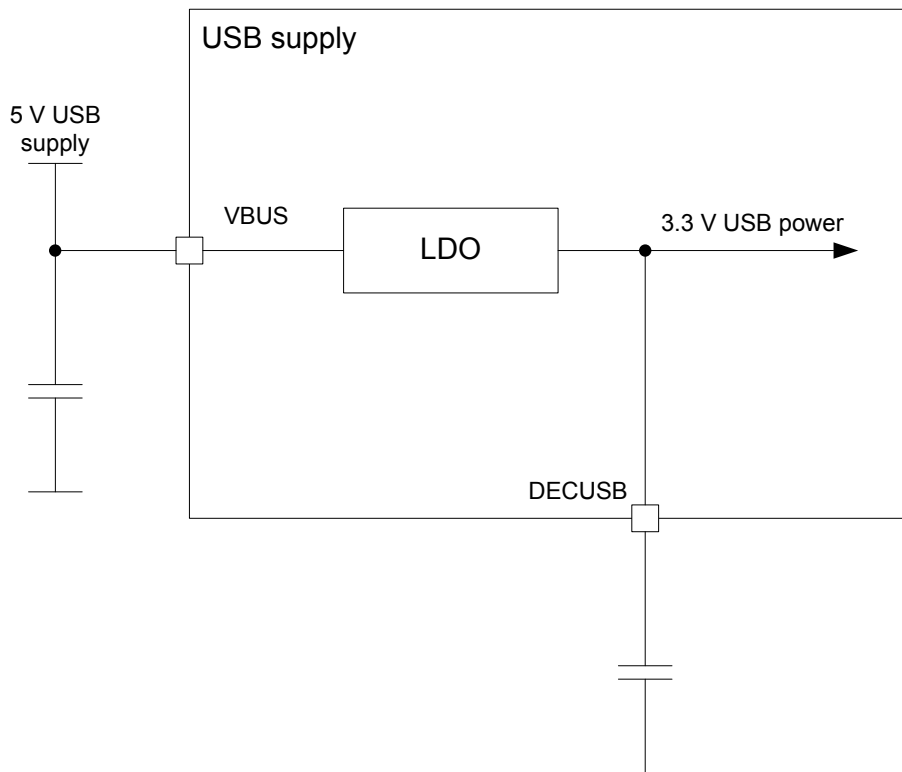 USB supply
5 V USB
supply
VBUS
LDO
3.3 V USB power
DECUSB